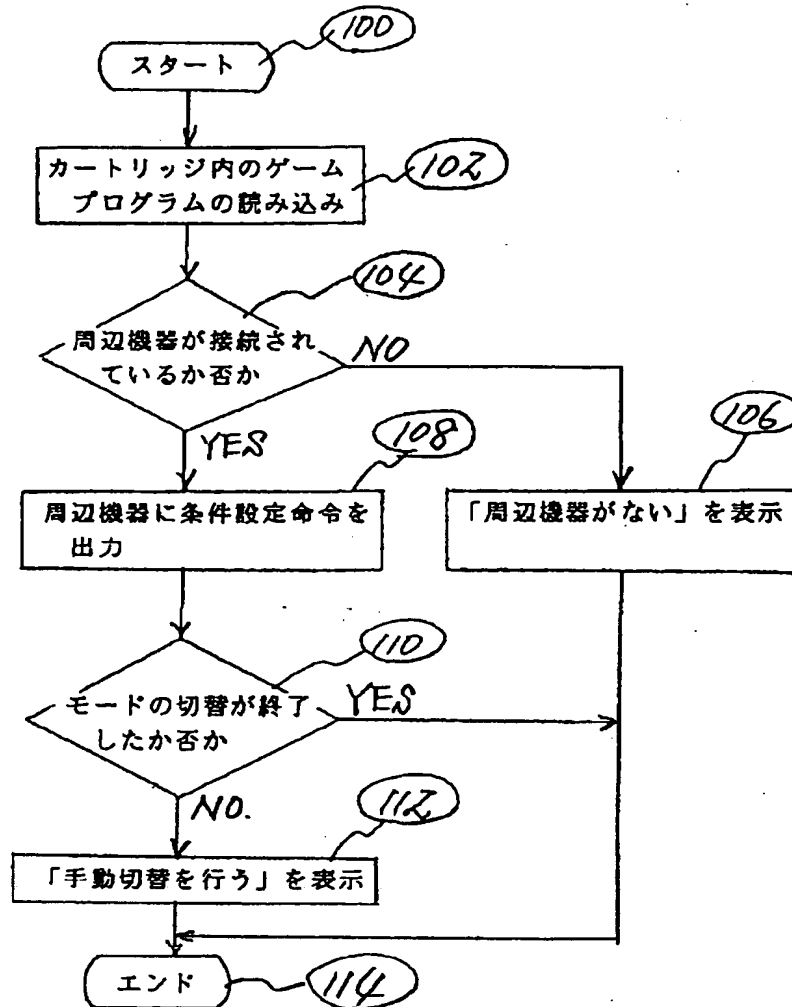 100
スタート
カートリッジ内のゲーム
プログラムの読み込み
102
104
周辺機器が接続され
ているか否か
NO
YES
108
106
周辺機器に条件設定命令を
出力
「周辺機器がない」を表示
110
モードの切替が終了
したか否か
YES
NO.
112
「手動切替を行う」を表示
エンド
114